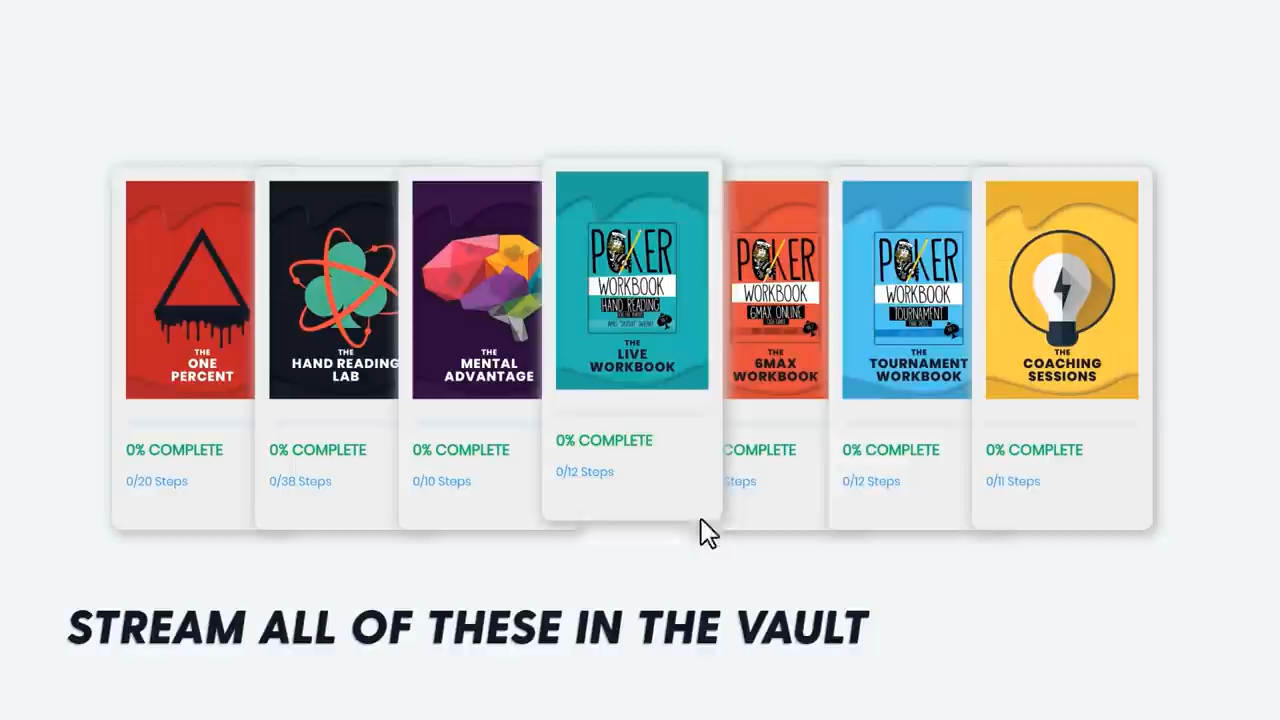 THE
ONE
PERCENT
0% COMPLETE
0/20 Steps
THE
HAND READING
LAB
0% COMPLETE
0/38 Steps
THE
MENTAL
ADVANTAGE
0% COMPLETE
0/10 Steps
POKER
WORKBOOK
HAND READING
THE
LIVE
WORKBOOK
0% COMPLETE
0/12 Steps
POKER
WORKBOOK
6MAX ONLINE
THE
6MAX
WORKBOOK
COMPLETE
Steps
POKER
WORKBOOK
TOURNAMENT
THE
TOURNAMENT
WORKBOOK
0% COMPLETE
0/12 Steps
THE
COACHING
SESSIONS
0% COMPLETE
0/11 Steps
STREAM ALL OF THESE IN THE VAULT